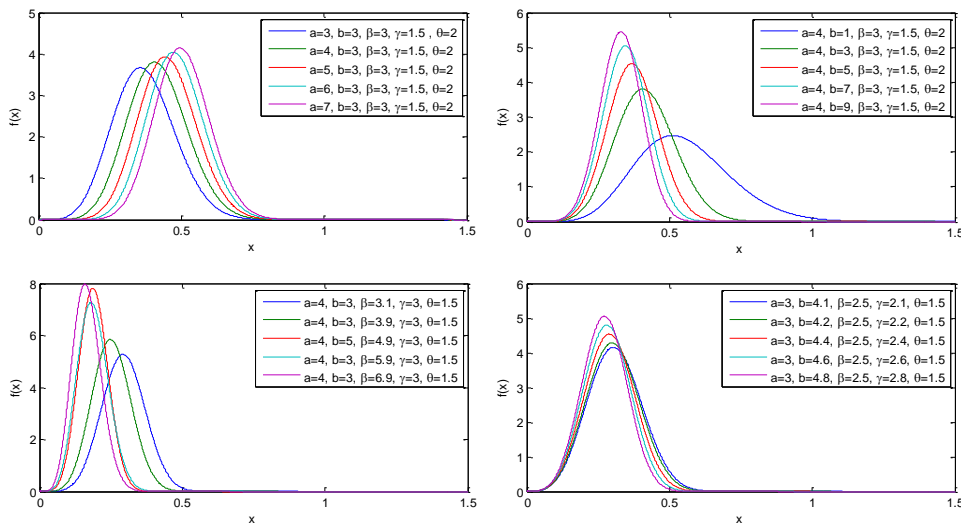 a=3, b=3, β=3, γ=1.5 , θ=2
a=4, b=3, β=3, γ=1.5, θ=2
a=5, b=3, β=3, γ=1.5, θ=2
a=6, b=3, β=3, γ=1.5, θ=2
a=7, b=3, β=3, γ=1.5, θ=2
5
4
3
2
1
0
f(x)
0 0.5 1 1.5
x
a=4, b=1, β=3, γ=1.5, θ=2
a=4, b=3, β=3, γ=1.5, θ=2
a=4, b=5, β=3, γ=1.5, θ=2
a=4, b=7, β=3, γ=1.5, θ=2
a=4, b=9, β=3, γ=1.5, θ=2
6
5
4
3
2
1
0
f(x)
0 0.5 1 1.5
x
a=4, b=3, β=3.1, γ=3, θ=1.5
a=4, b=3, β=3.9, γ=3, θ=1.5
a=4, b=5, β=4.9, γ=3, θ=1.5
a=4, b=3, β=5.9, γ=3, θ=1.5
a=4, b=3, β=6.9, γ=3, θ=1.5
8
6
4
2
0
f(x)
0 0.5 1 1.5
x
a=3, b=4.1, β=2.5, γ=2.1, θ=1.5
a=3, b=4.2, β=2.5, γ=2.2, θ=1.5
a=3, b=4.4, β=2.5, γ=2.4, θ=1.5
a=3, b=4.6, β=2.5, γ=2.6, θ=1.5
a=3, b=4.8, β=2.5, γ=2.8, θ=1.5
6
5
4
3
2
1
0
f(x)
0 0.5 1 1.5
x